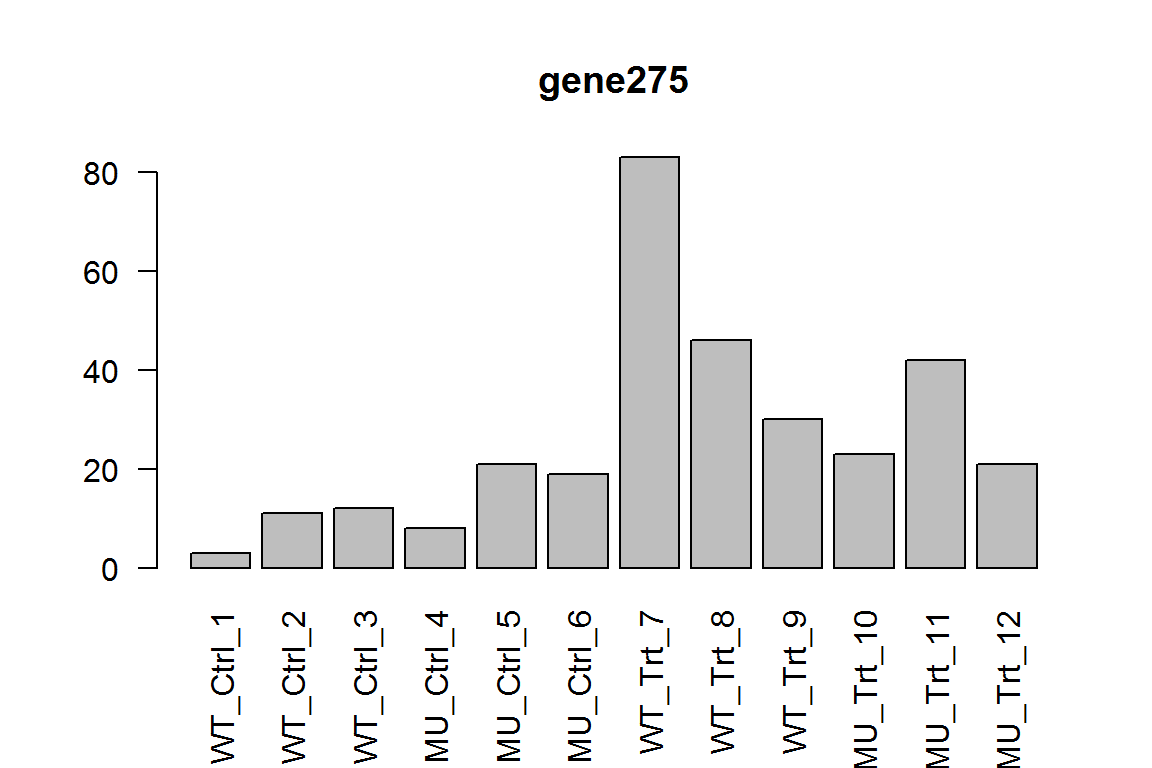 gene275
80
60
40
20
0
WT_Ctrl_1
WT_Ctrl_2
WT_Ctrl_3
MU_Ctrl_4
MU_Ctrl_5
MU_Ctrl_6
WT_Trt_7
WT_Trt_8
WT_Trt_9
MU_Trt_10
MU_Trt_11
MU_Trt_12